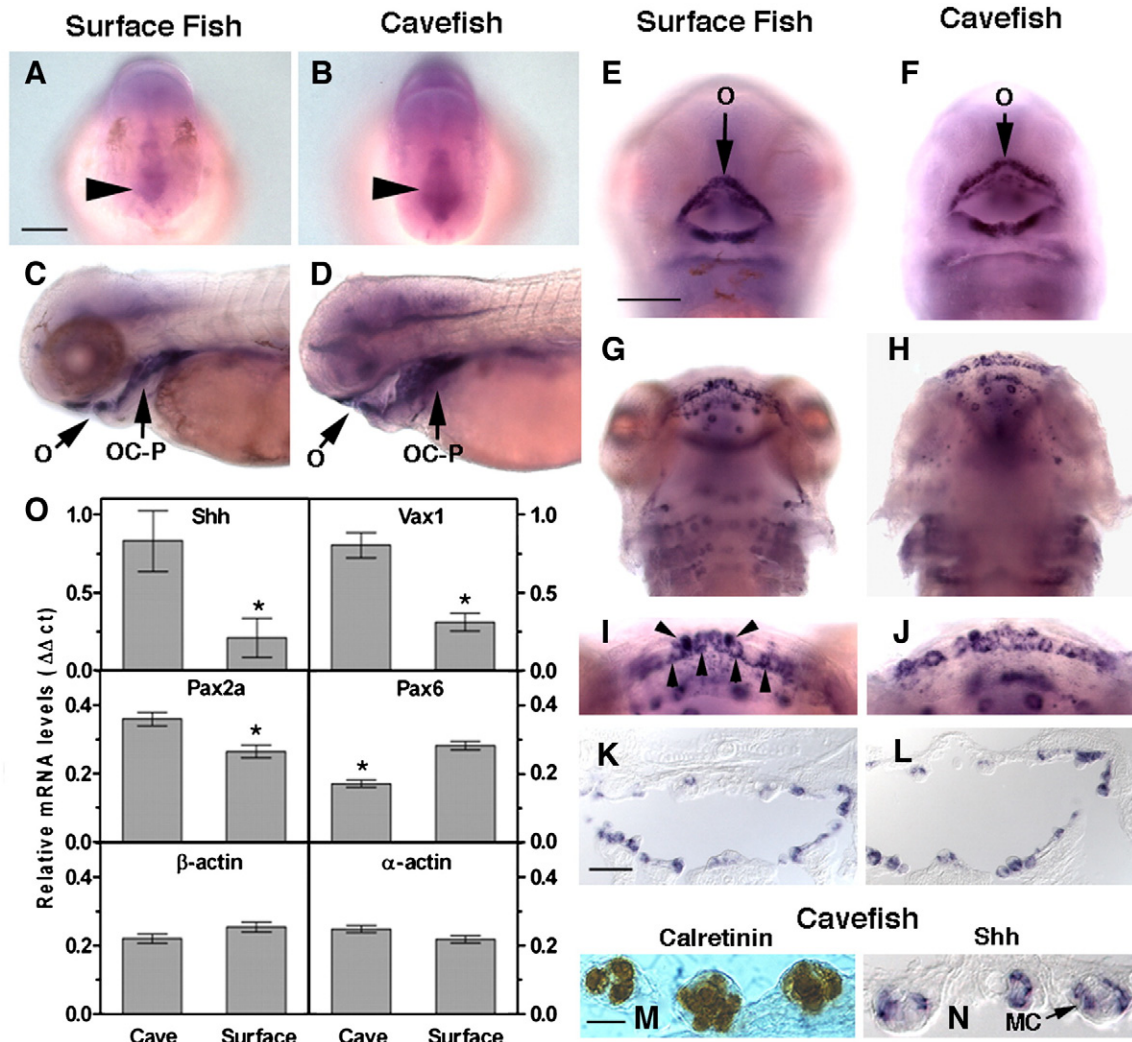 Surface Fish
Cavefish
Surface Fish
Cavefish
A
B
E
O
F
O
C
O
OC-P
D
O
OC-P
G
H
I
J
K
L
O
Relative mRNA levels (ΔΔ ct)
1.0
0.5
0.0
Shh
*
Vax1
*
1.0
0.5
0.0
0.4
0.2
0.0
Pax2a
*
Pax6
*
0.4
0.2
0.0
0.4
0.2
0.0
β-actin
α-actin
0.4
0.2
0.0
Cave
Surface
Cave
Surface
Cavefish
Calretinin
Shh
M
N
MC